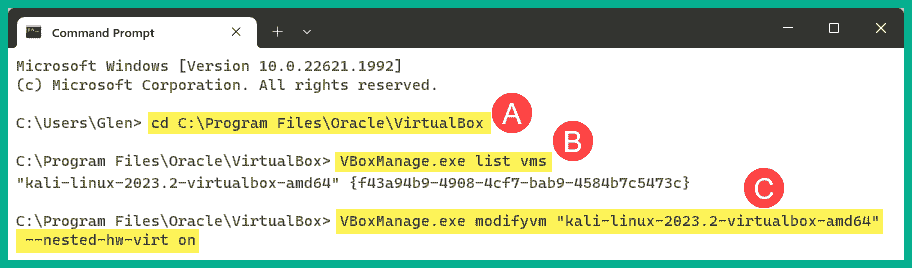 Command Prompt
Microsoft Windows [Version 10.0.22621.1992]
(c) Microsoft Corporation. All rights reserved.
C:\Users\Glen> cd C:\Program Files\Oracle\VirtualBox
A
B
C:\Program Files\Oracle\VirtualBox> VBoxManage.exe list vms
"kali-linux-2023.2-virtualbox-amd64" {f43a94b9-4908-4cf7-bab9-4584b7c5473c}
C
C:\Program Files\Oracle\VirtualBox> VBoxManage.exe modifyvm "kali-linux-2023.2-virtualbox-amd64"
--nested-hw-virt on